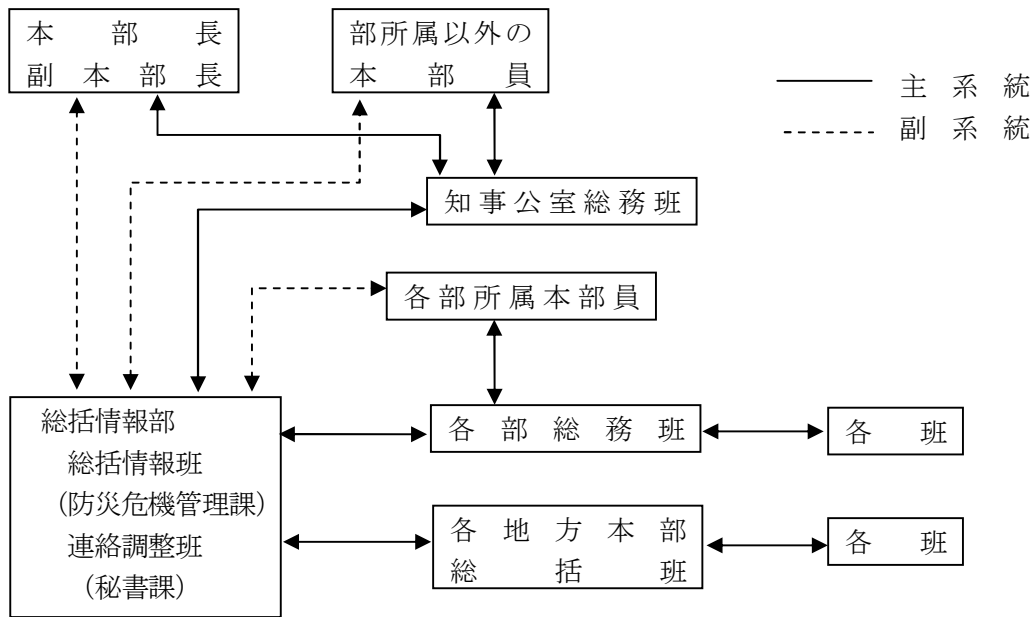 本部長
副本部長
部所属以外の
本部員
主系統
副系統
知事公室総務班
各部所属本部員
総括情報部
総括情報班
(防災危機管理課)
連絡調整班
(秘書課)
各部総務班
各班
各地方本部
総括班
各班